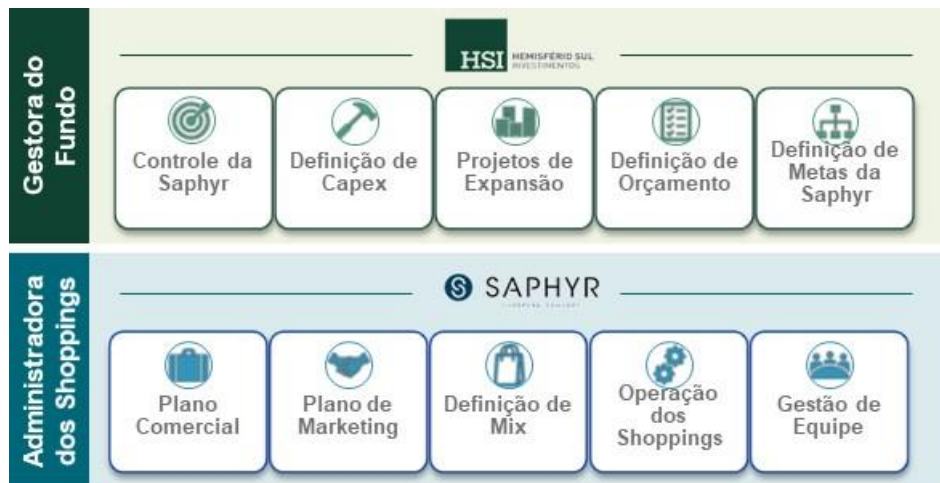 Gestora do
Fundo
HSI
HEMISFÉRIO SUL
INVESTIMENTOS
Controle da
Saphyr
Definição de
Capex
Projetos de
Expansão
Definição de
Orçamento
Definição de
Metas da
Saphyr
Administradora
dos Shoppings
SAPHYR
Plano
Comercial
Plano de
Marketing
Definição de
Mix
Operação
dos
Shoppings
Gestão de
Equipe